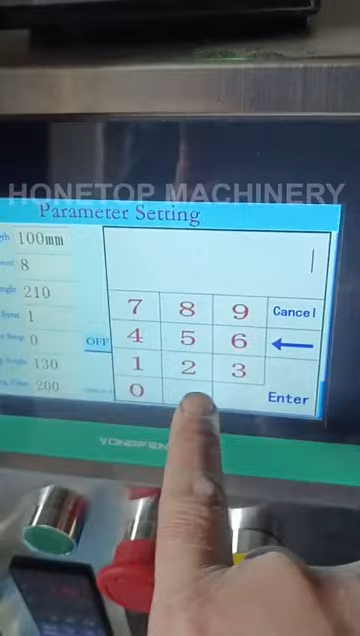 HONETOP MACHINERY
Parameter Setting
100mm
8
210
1
0
130
200
OFF
7 8 9 Cancel
4 5 6 ←
1 2 3
0 Enter